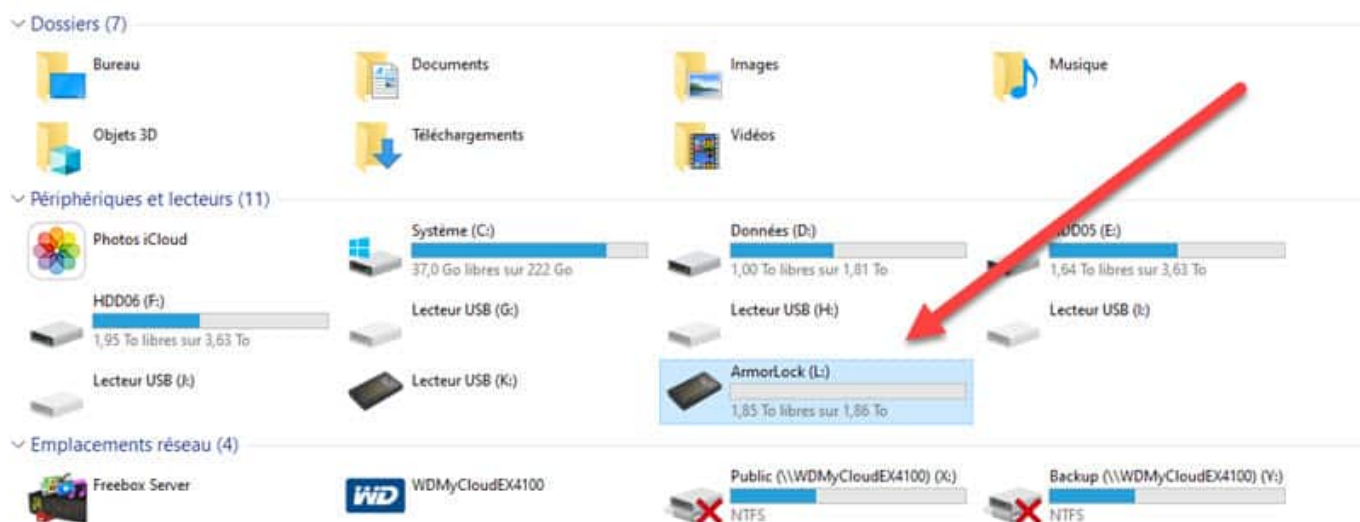 Dossiers (7)
Bureau
Documents
Images
Musique
Objets 3D
Téléchargements
Vidéos
Périphériques et lecteurs (11)
Photos iCloud
Système (C:)
37,0 Go libres sur 222 Go
Données (D:)
1,00 To libres sur 1,81 To
HDD05 (E:)
1,64 To libres sur 3,63 To
HDD06 (F:)
1,95 To libres sur 3,63 To
Lecteur USB (G:)
Lecteur USB (H:)
Lecteur USB (I:)
Lecteur USB (J:)
Lecteur USB (K:)
ArmorLock (L:)
1,85 To libres sur 1,86 To
Emplacements réseau (4)
Freebox Server
WD
WDMyCloudEX4100
Public (\\WDMyCloudEX4100) (X:)
NTFS
Backup (\\WDMyCloudEX4100) (Y:)
NTFS